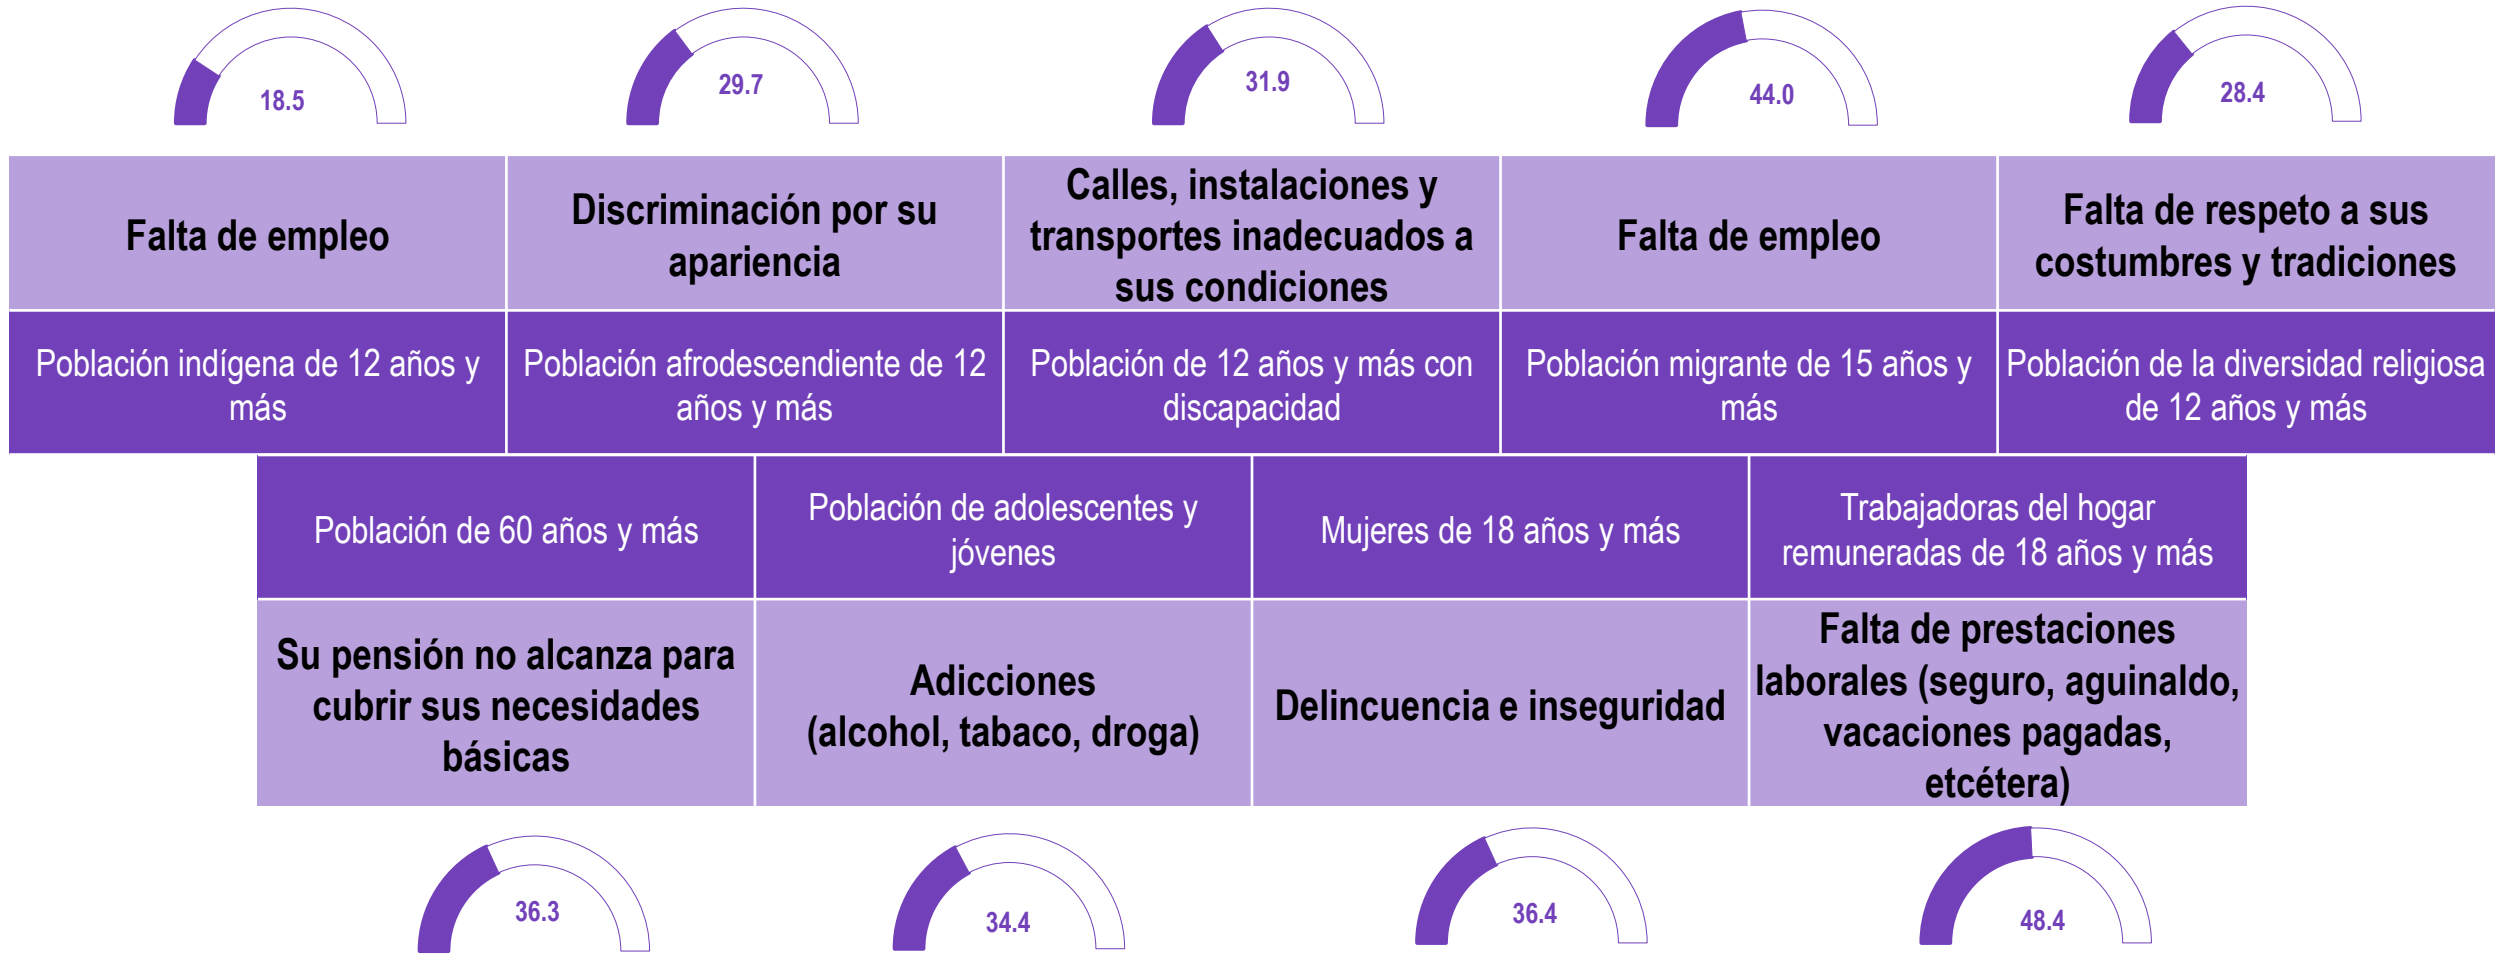 18.5
29.7
31.9
44.0
28.4
Falta de empleo
Discriminación por su
apariencia
Calles, instalaciones y
transportes inadecuados a
sus condiciones
Falta de empleo
Falta de respeto a sus
costumbres y tradiciones
Población indígena de 12 años y
más
Población afrodescendiente de 12
años y más
Población de 12 años y más con
discapacidad
Población migrante de 15 años y
más
Población de la diversidad religiosa
de 12 años y más
Población de 60 años y más
Población de adolescentes y
jóvenes
Mujeres de 18 años y más
Trabajadoras del hogar
remuneradas de 18 años y más
Su pensión no alcanza para
cubrir sus necesidades
básicas
Adicciones
(alcohol, tabaco, droga)
Delincuencia e inseguridad
Falta de prestaciones
laborales (seguro, aguinaldo,
vacaciones pagadas,
etcétera)
36.3
34.4
36.4
48.4